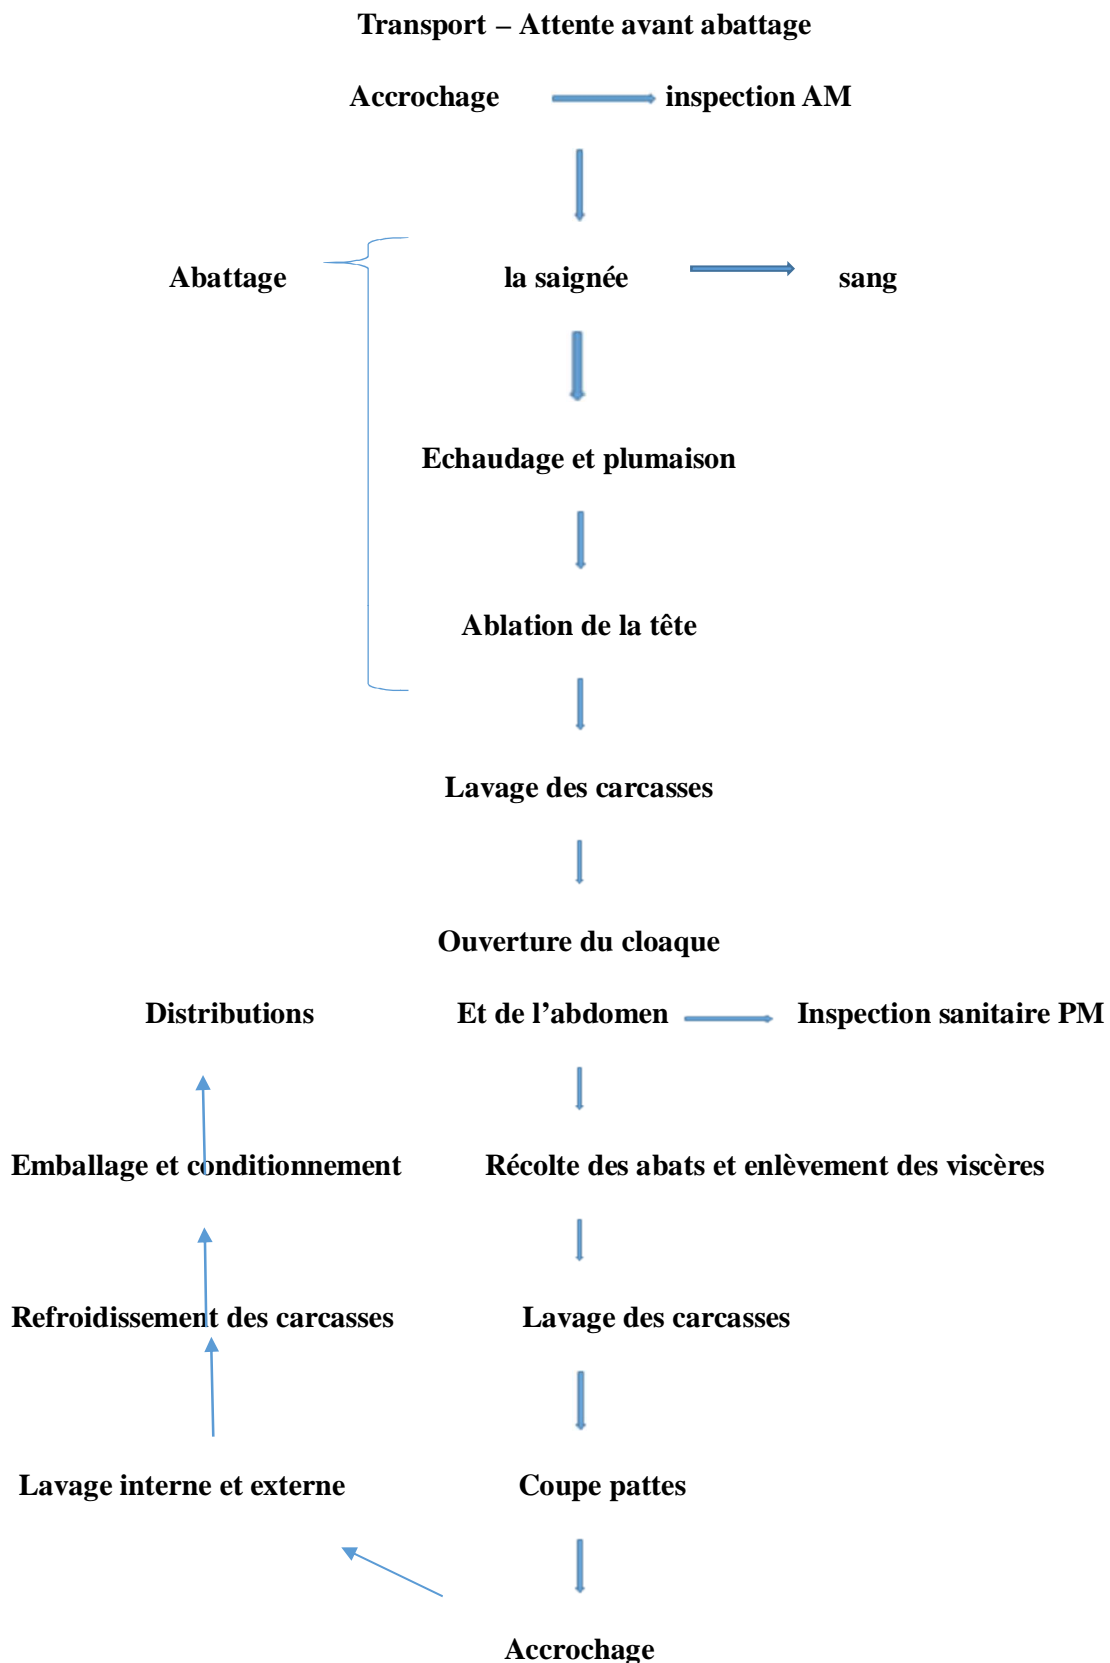 Transport – Attente avant abattage
Accrochage inspection AM
Abattage la saignée sang
Echaudage et plumaison
Ablation de la tête
Lavage des carcasses
Ouverture du cloaque
Distributions Et de l’abdomen Inspection sanitaire PM
Emballage et conditionnement Récolte des abats et enlèvement des viscères
Refroidissement des carcasses Lavage des carcasses
Lavage interne et externe Coupe pattes
Accrochage